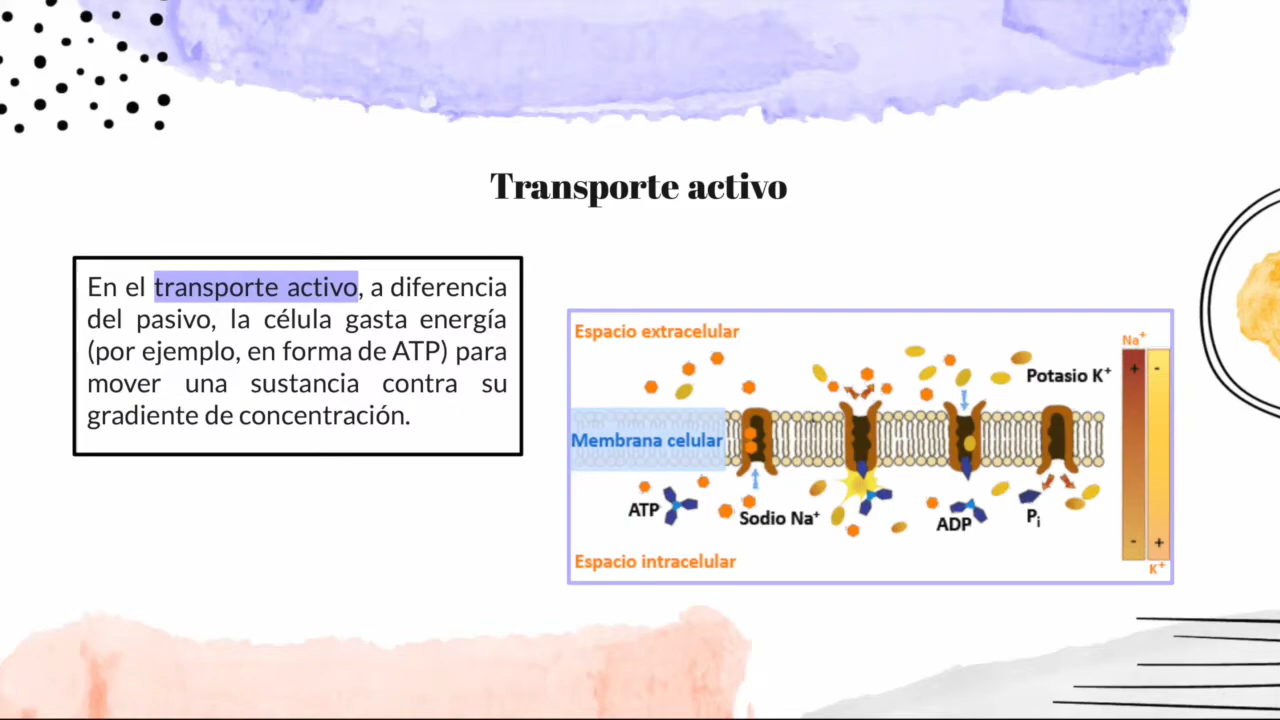 Transporte activo
En el transporte activo, a diferencia
del pasivo, la célula gasta energía
(por ejemplo, en forma de ATP) para
mover una sustancia contra su
gradiente de concentración.
Espacio extracelular
Na⁺
+ -
Potasio K⁺
Membrana celular
ATP
Sodio Na⁺
ADP
Pᵢ
- +
Espacio intracelular
K⁺